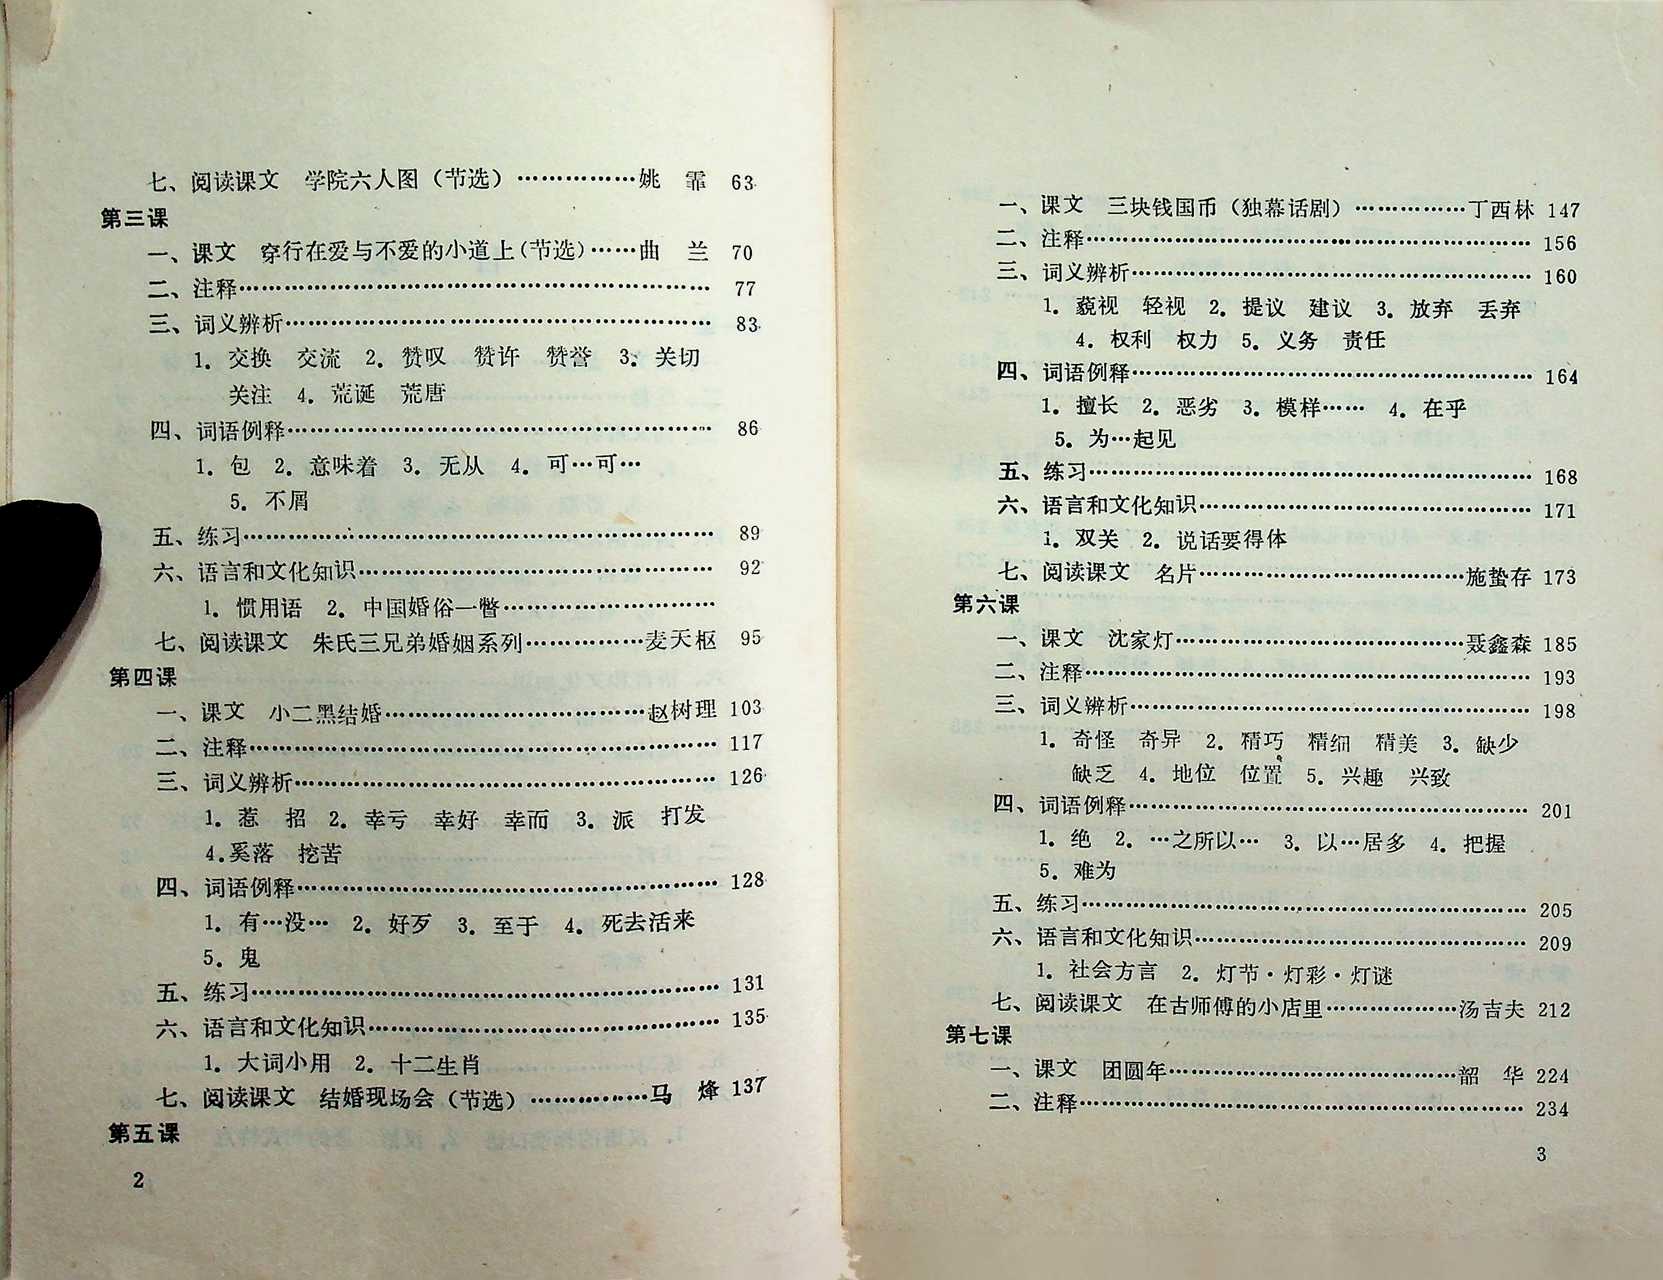 七、阅读课文　学院六人图（节选）……………姚　霏　63
第三课
一、课文　穿行在爱与不爱的小道上（节选）……曲　兰　70
二、注释……………………………………………………77
三、词义辨析………………………………………………83
1．交换　交流　2．赞叹　赞许　赞誉　3．关切
关注　4．荒诞　荒唐
四、词语例释………………………………………………86
1．包　2．意味着　3．无从　4．可…可…
5．不屑
五、练习……………………………………………………89
六、语言和文化知识………………………………………92
1．惯用语　2．中国婚俗一瞥………………………
七、阅读课文　朱氏三兄弟婚姻系列……………麦天枢　95
第四课
一、课文　小二黑结婚……………………………赵树理　103
二、注释……………………………………………………117
三、词义辨析………………………………………………126
1．惹　招　2．幸亏　幸好　幸而　3．派　打发
4．奚落　挖苦
四、词语例释………………………………………………128
1．有…没…　2．好歹　3．至于　4．死去活来
5．鬼
五、练习……………………………………………………131
六、语言和文化知识………………………………………135
1．大词小用　2．十二生肖
七、阅读课文　结婚现场会（节选）……………马　烽　137
第五课
2
一、课文　三块钱国币（独幕话剧）……………丁西林　147
二、注释……………………………………………………156
三、词义辨析………………………………………………160
1．藐视　轻视　2．提议　建议　3．放弃　丢弃
4．权利　权力　5．义务　责任
四、词语例释………………………………………………164
1．擅长　2．恶劣　3．模样……　4．在乎
5．为…起见
五、练习……………………………………………………168
六、语言和文化知识………………………………………171
1．双关　2．说话要得体
七、阅读课文　名片………………………………施蛰存　173
第六课
一、课文　沈家灯…………………………………聂鑫森　185
二、注释……………………………………………………193
三、词义辨析………………………………………………198
1．奇怪　奇异　2．精巧　精细　精美　3．缺少
缺乏　4．地位　位置　5．兴趣　兴致
四、词语例释………………………………………………201
1．绝　2．…之所以…　3．以…居多　4．把握
5．难为
五、练习……………………………………………………205
六、语言和文化知识………………………………………209
1．社会方言　2．灯节·灯彩·灯谜
七、阅读课文　在古师傅的小店里………………汤吉夫　212
第七课
一、课文　团圆年…………………………………韶　华　224
二、注释……………………………………………………234
3